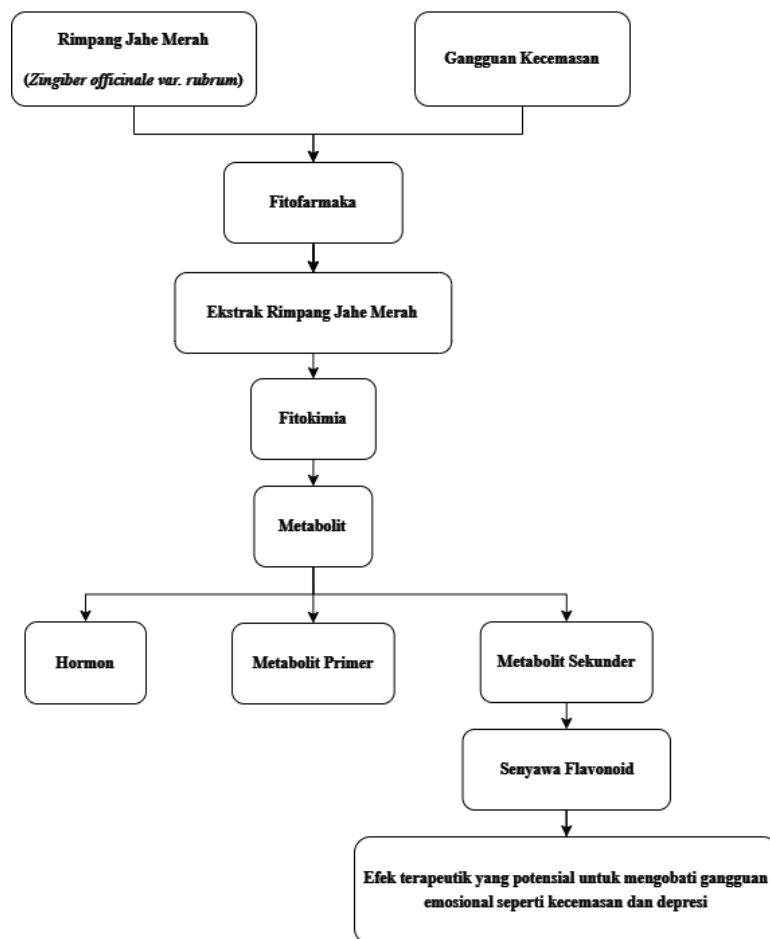 Rimpang Jahe Merah
(Zingiber officinale var. rubrum)
Gangguan Kecemasan
Fitofarmaka
Ekstrak Rimpang Jahe Merah
Fitokimia
Metabolit
Hormon
Metabolit Primer
Metabolit Sekunder
Senyawa Flavonoid
Efek terapeutik yang potensial untuk mengobati gangguan
emosional seperti kecemasan dan depresi